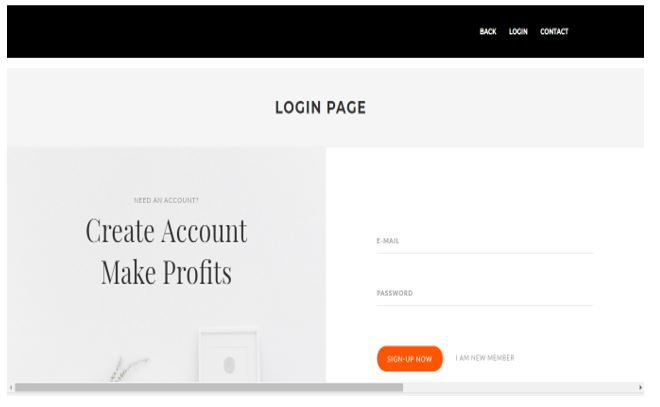 BACK LOGIN CONTACT
LOGIN PAGE
NEED AN ACCOUNT?
Create Account
Make Profits
E-MAIL
PASSWORD
SIGN-UP NOW I AM NEW MEMBER